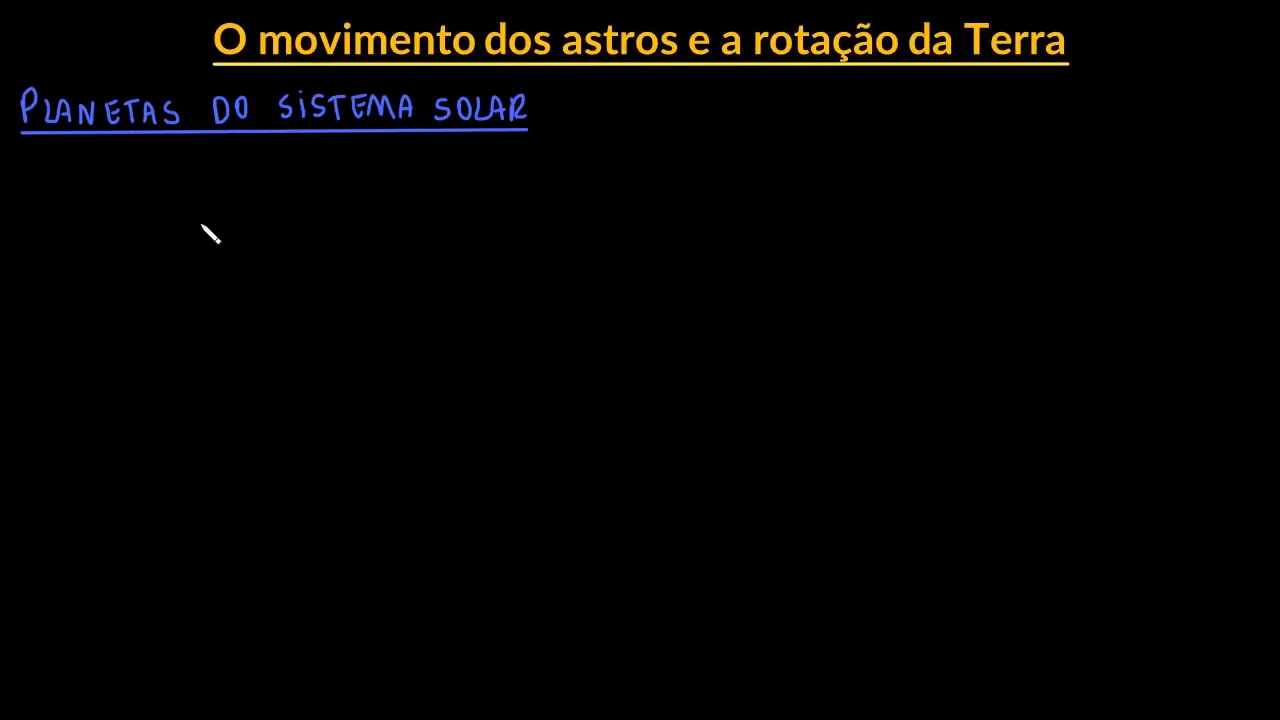 O movimento dos astros e a rotação da Terra
PLANETAS DO SISTEMA SOLAR